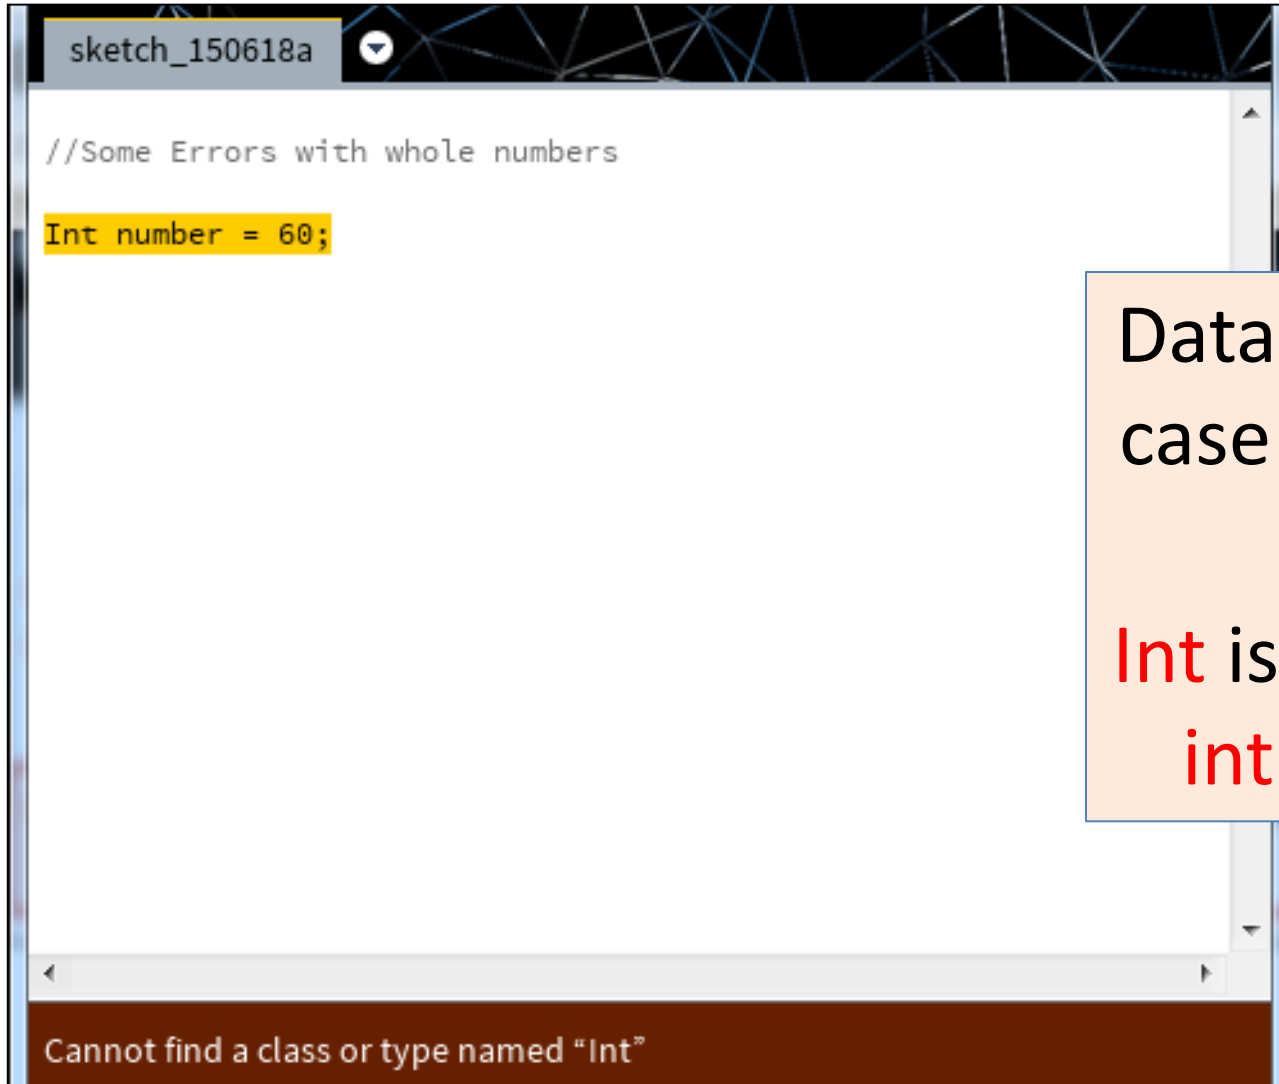 sketch_150618a
//Some Errors with whole numbers
Int number = 60;
Data
case
Int is
int
Cannot find a class or type named “Int”